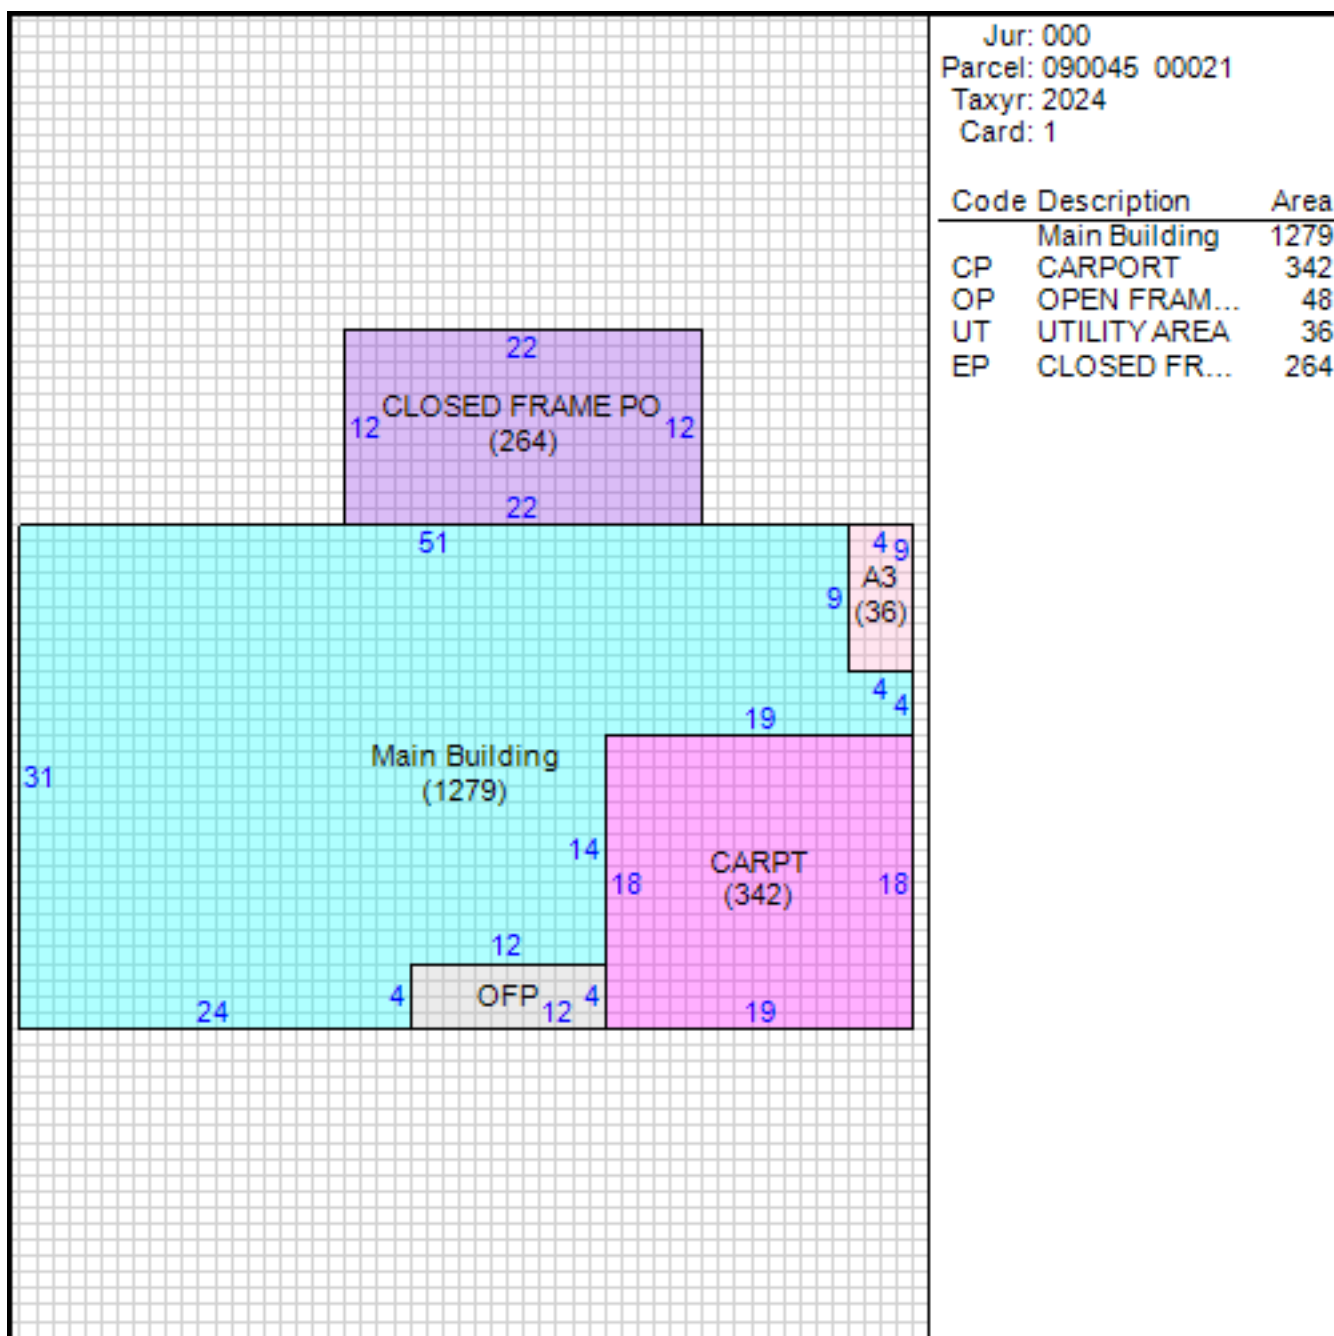 Jur: 000
Parcel: 090045 00021
Taxyr: 2024
Card: 1
Code Description Area
Main Building 1279
CP CARPORT 342
OP OPEN FRAM... 48
UT UTILITY AREA 36
EP CLOSED FR... 264
22
CLOSED FRAME PO
12 12
(264)
22
51
4 9
A3
9
(36)
4
4
19
Main Building
31
(1279)
14
CARPT
18 18
(342)
12
4 OFP 4
24 12 19